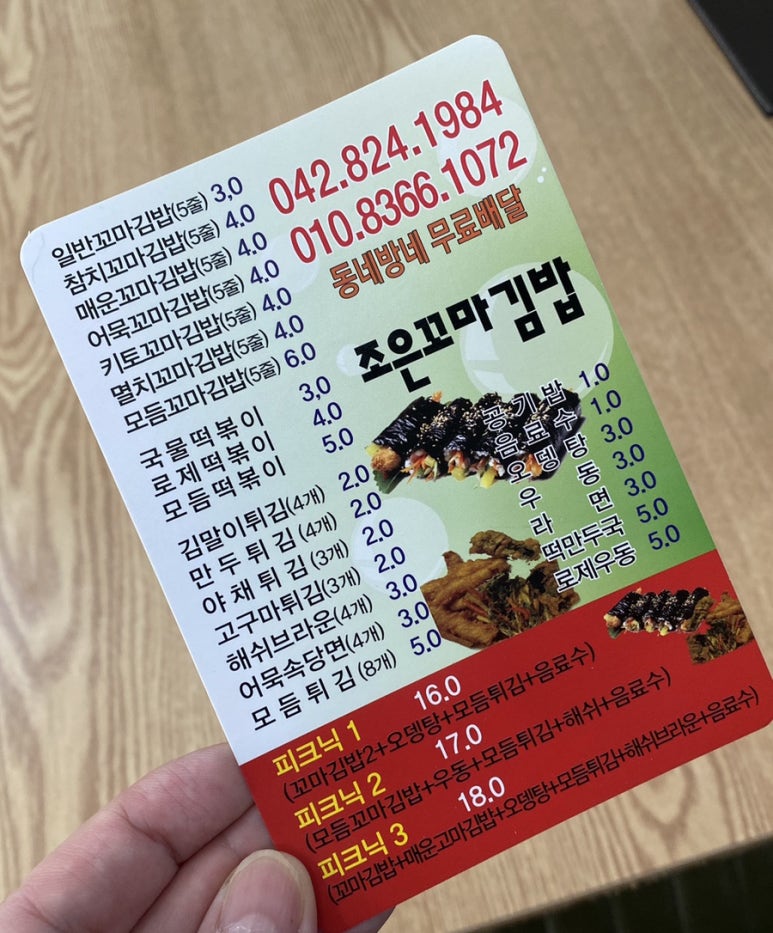 042.824.1984
010.8366.1072
동네방네 무료배달
조은꼬마김밥
일반꼬마김밥(5줄) 3,0
참치꼬마김밥(5줄) 4.0
매운꼬마김밥(5줄) 4.0
어묵꼬마김밥(5줄) 4.0
키토꼬마김밥(5줄) 4.0
멸치꼬마김밥(5줄) 4.0
모듬꼬마김밥(5줄) 6.0
국물떡볶이 3,0
로제떡볶이 4.0
모듬떡볶이 5.0
김말이튀김(4개) 2.0
만두튀김(4개) 2.0
야채튀김(3개) 2.0
고구마튀김(3개) 2.0
해쉬브라운(4개) 3.0
어묵속당면(4개) 3.0
모듬튀김(8개) 5.0
공기밥 1.0
음료수 1.0
오뎅탕 3.0
우동 3.0
라면 3.0
떡만두국 5.0
로제우동 5.0
피크닉 1 16.0
(꼬마김밥2+오뎅탕+모듬튀김+음료수)
피크닉 2 17.0
(모듬꼬마김밥+우동+모듬튀김+해쉬+음료수)
피크닉 3 18.0
(꼬마김밥+매운고마김밥+오뎅탕+모듬튀김+해쉬브라운+음료수)